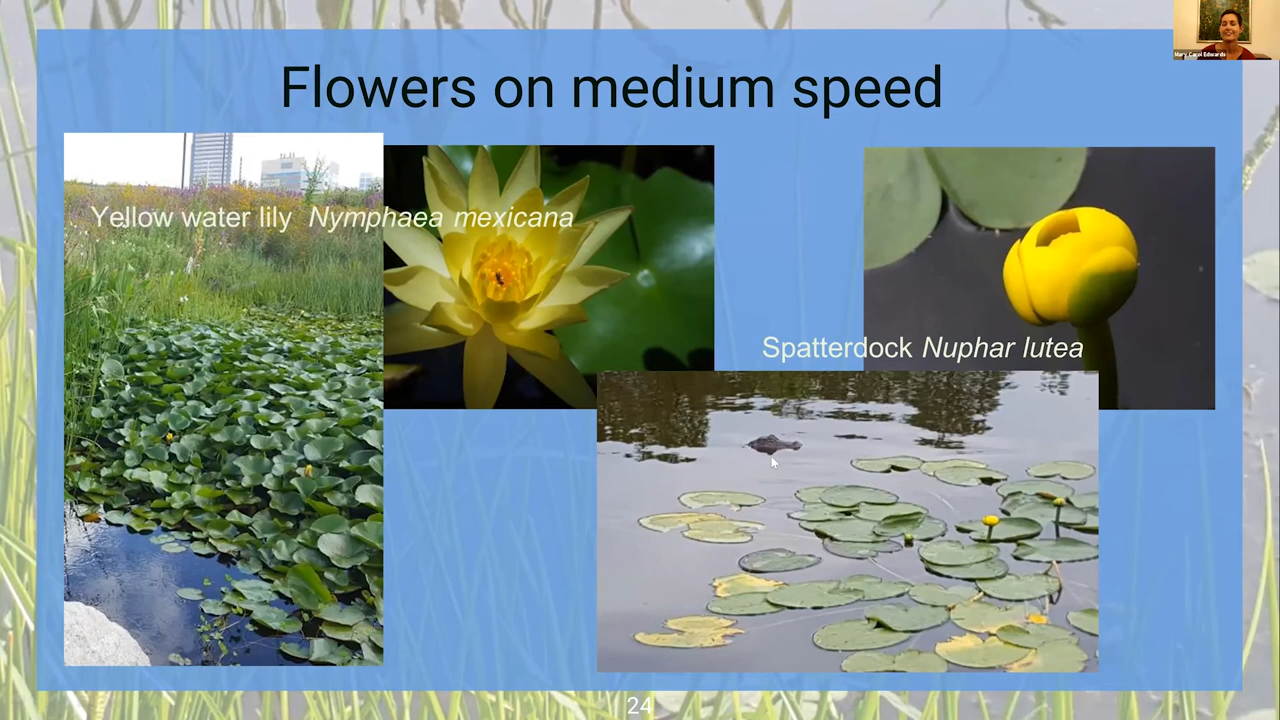 Mary Carol Edwards
Flowers on medium speed
Yellow water lily Nymphaea mexicana
Spatterdock Nuphar lutea
24